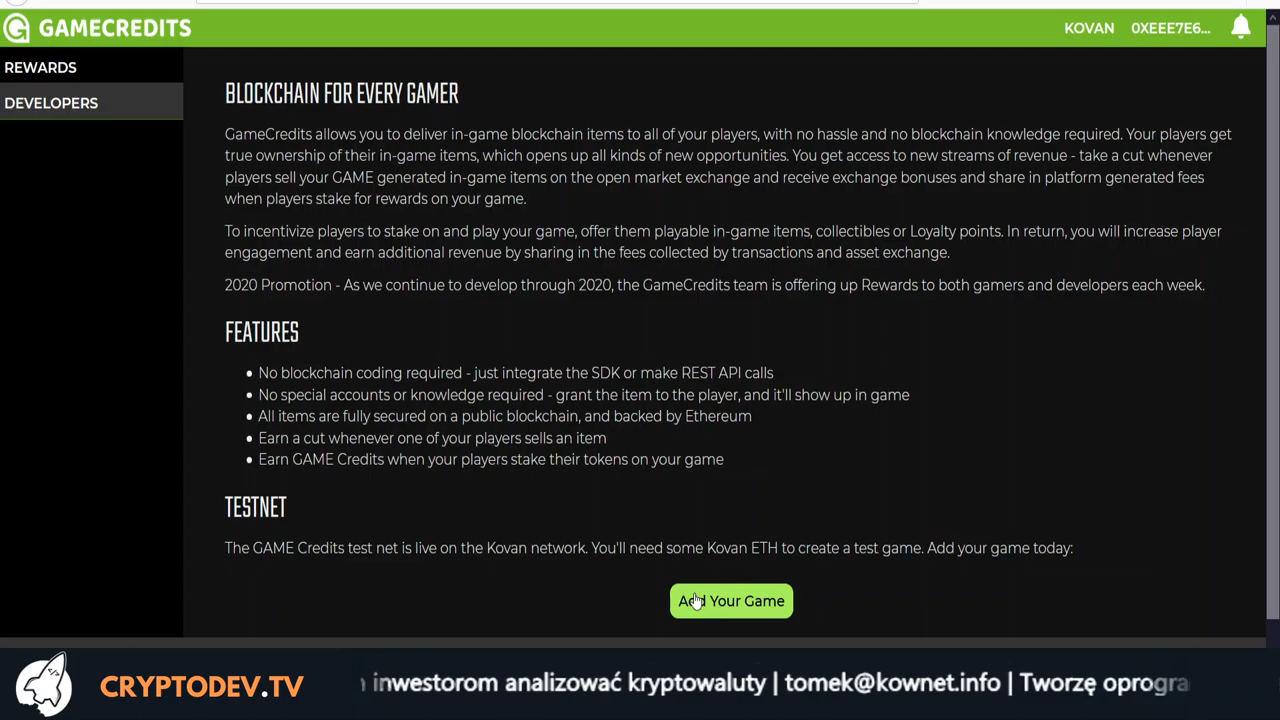 GAMECREDITS
KOVAN 0XEEE7E6...
REWARDS
DEVELOPERS
BLOCKCHAIN FOR EVERY GAMER
GameCredits allows you to deliver in-game blockchain items to all of your players, with no hassle and no blockchain knowledge required. Your players get
true ownership of their in-game items, which opens up all kinds of new opportunities. You get access to new streams of revenue - take a cut whenever
players sell your GAME generated in-game items on the open market exchange and receive exchange bonuses and share in platform generated fees
when players stake for rewards on your game.
To incentivize players to stake on and play your game, offer them playable in-game items, collectibles or Loyalty points. In return, you will increase player
engagement and earn additional revenue by sharing in the fees collected by transactions and asset exchange.
2020 Promotion - As we continue to develop through 2020, the GameCredits team is offering up Rewards to both gamers and developers each week.
FEATURES
• No blockchain coding required - just integrate the SDK or make REST API calls
• No special accounts or knowledge required - grant the item to the player, and it'll show up in game
• All items are fully secured on a public blockchain, and backed by Ethereum
• Earn a cut whenever one of your players sells an item
• Earn GAME Credits when your players stake their tokens on your game
TESTNET
The GAME Credits test net is live on the Kovan network. You'll need some Kovan ETH to create a test game. Add your game today:
Add Your Game
CRYPTODEV.TV
inwestorom analizować kryptowaluty | tomek@kownet.info | Tworzę oprogra